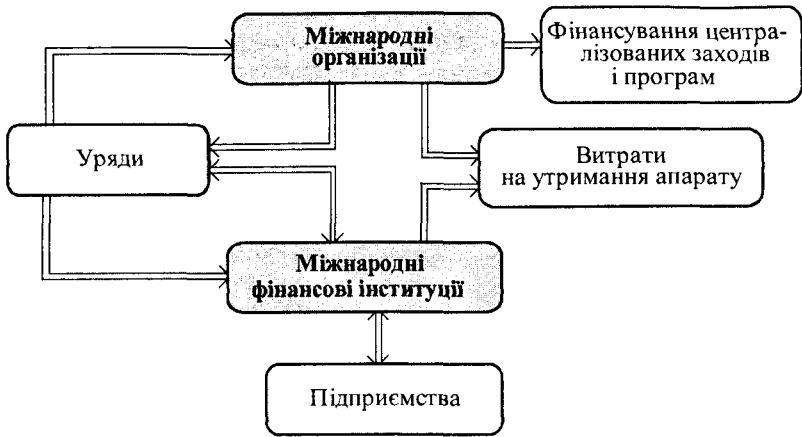 Міжнародні
організації
Фінансування центра-
лізованих заходів
і програм
Уряди
Витрати
на утримання апарату
Міжнародні
фінансові інституції
Підприємства